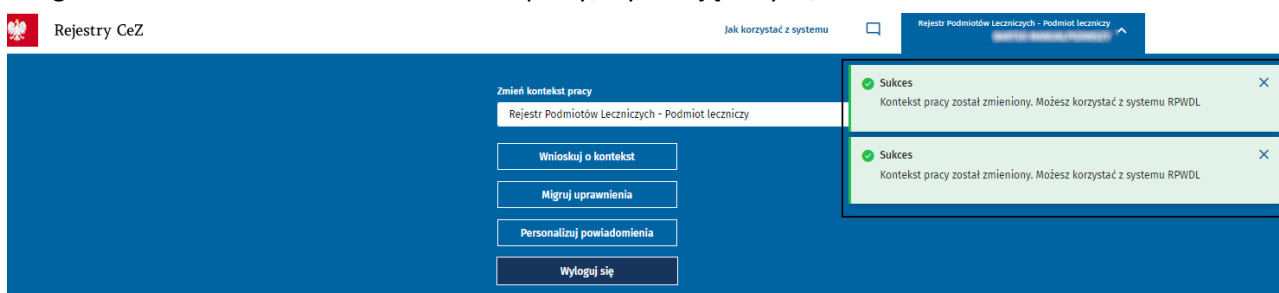 Rejestry CeZ
Jak korzystać z systemu
Rejestr Podmiotów Leczniczych - Podmiot leczniczy
Zmień kontekst pracy
Rejestr Podmiotów Leczniczych - Podmiot leczniczy
Wnioskuj o kontekst
Migruj uprawnienia
Personalizuj powiadomienia
Wyloguj się
Sukces
Kontekst pracy został zmieniony. Możesz korzystać z systemu RPWDL
Sukces
Kontekst pracy został zmieniony. Możesz korzystać z systemu RPWDL